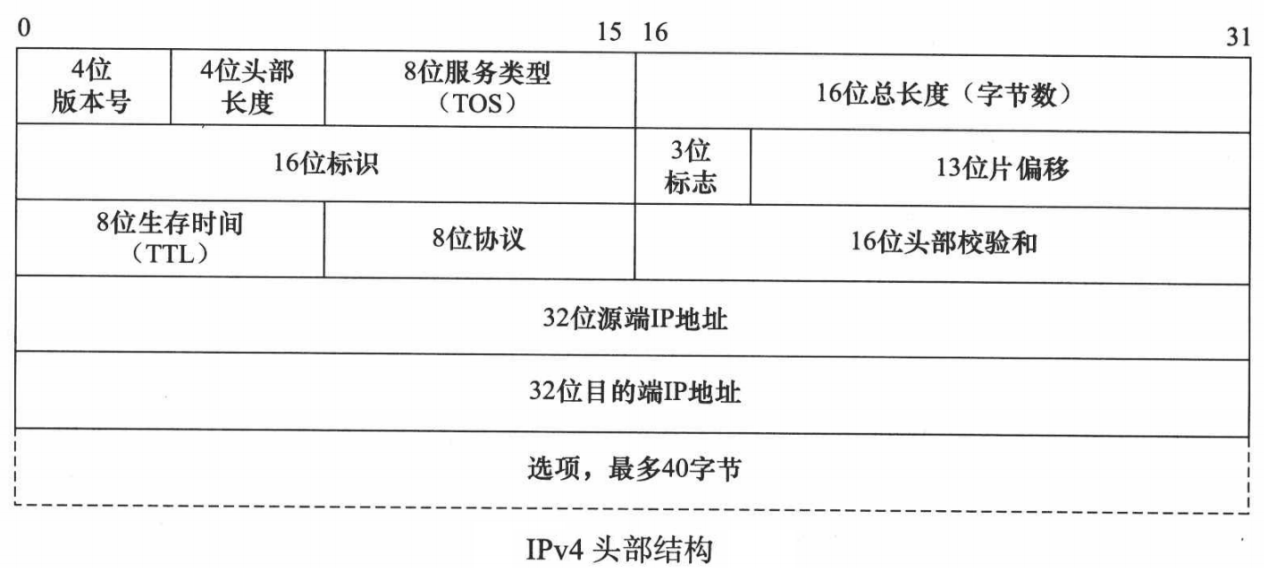 0 15 16 31
4位
版本号
4位头部
长度
8位服务类型
（TOS）
16位总长度（字节数）
16位标识
3位
标志
13位片偏移
8位生存时间
（TTL）
8位协议
16位头部校验和
32位源端IP地址
32位目的端IP地址
选项，最多40字节
IPv4 头部结构